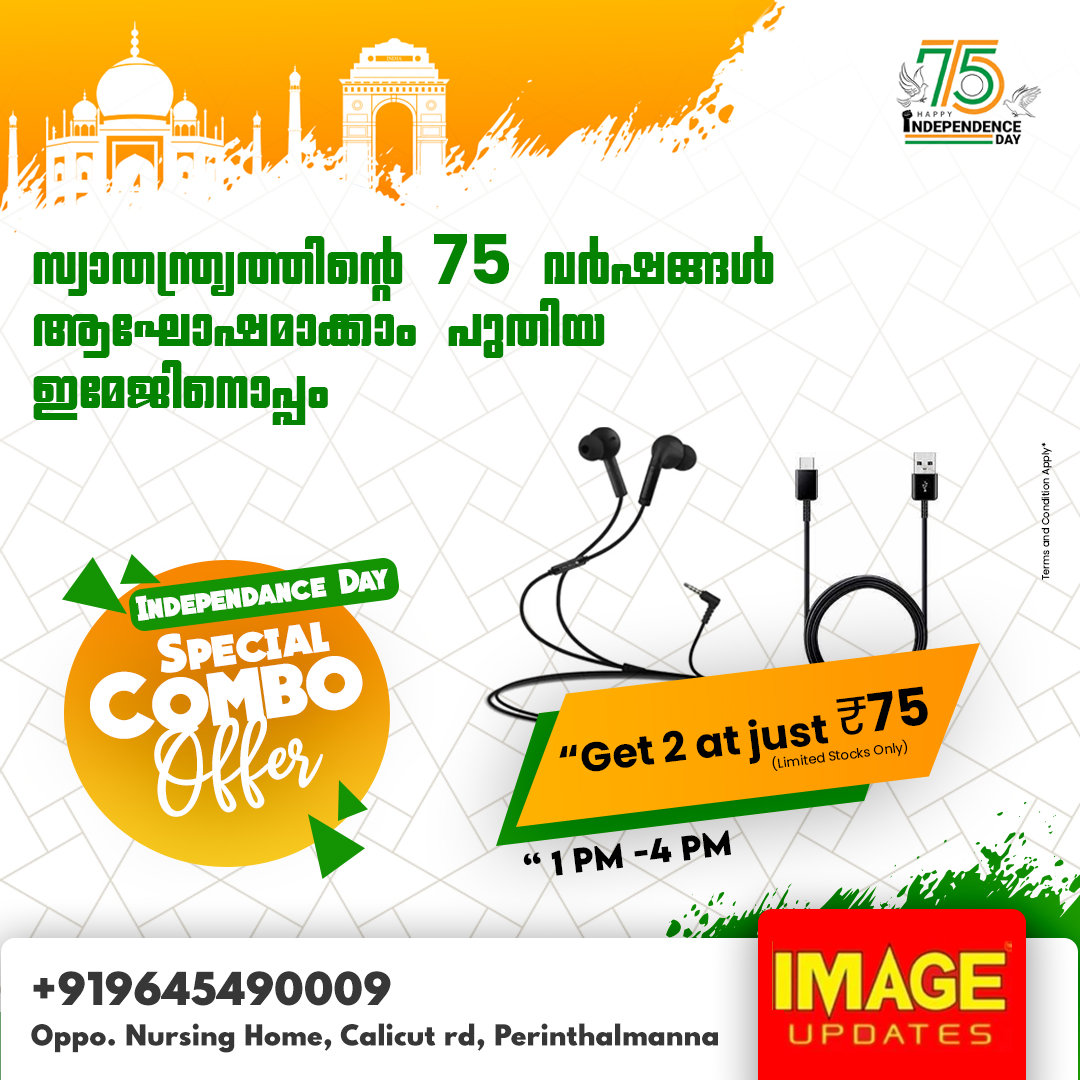 INDIA
75
HAPPY
INDEPENDENCE
DAY
സ്വാതന്ത്ര്യത്തിന്റെ 75 വർഷങ്ങൾ
ആഘോഷമാക്കാം പുതിയ
ഇമേജിനൊപ്പം
Terms and Condition Apply*
INDEPENDANCE DAY
SPECIAL
COMBO
Offer
“Get 2 at just ₹75
(Limited Stocks Only)
“ 1 PM -4 PM
+919645490009
Oppo. Nursing Home, Calicut rd, Perinthalmanna
IMAGE
UPDATES